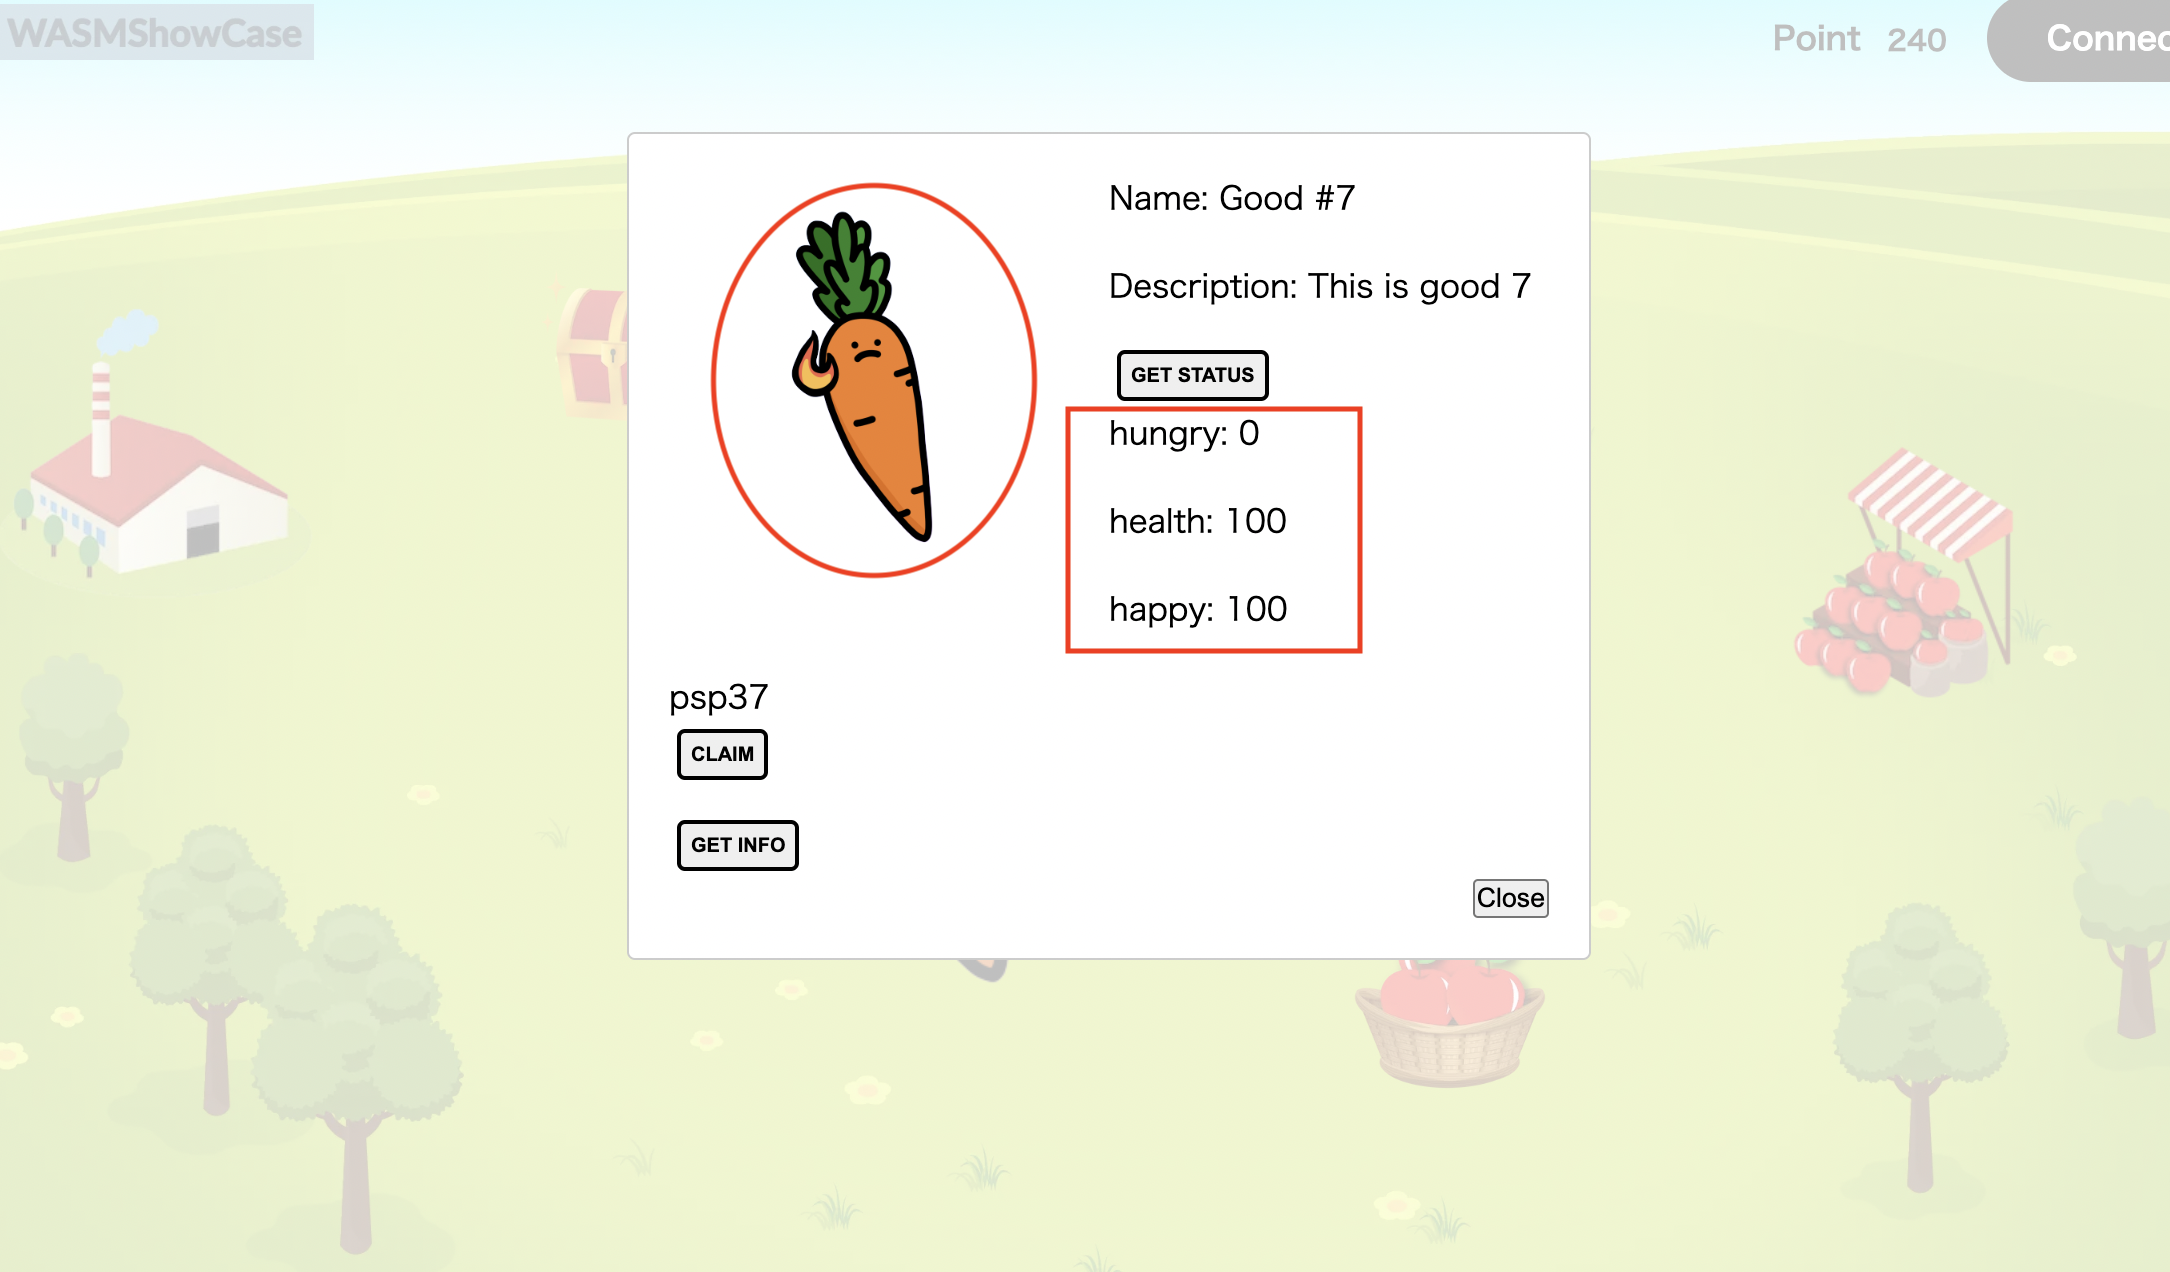 WASMShowCase
Point 240
Connec
Name: Good #7
Description: This is good 7
GET STATUS
hungry: 0
health: 100
happy: 100
psp37
CLAIM
GET INFO
Close